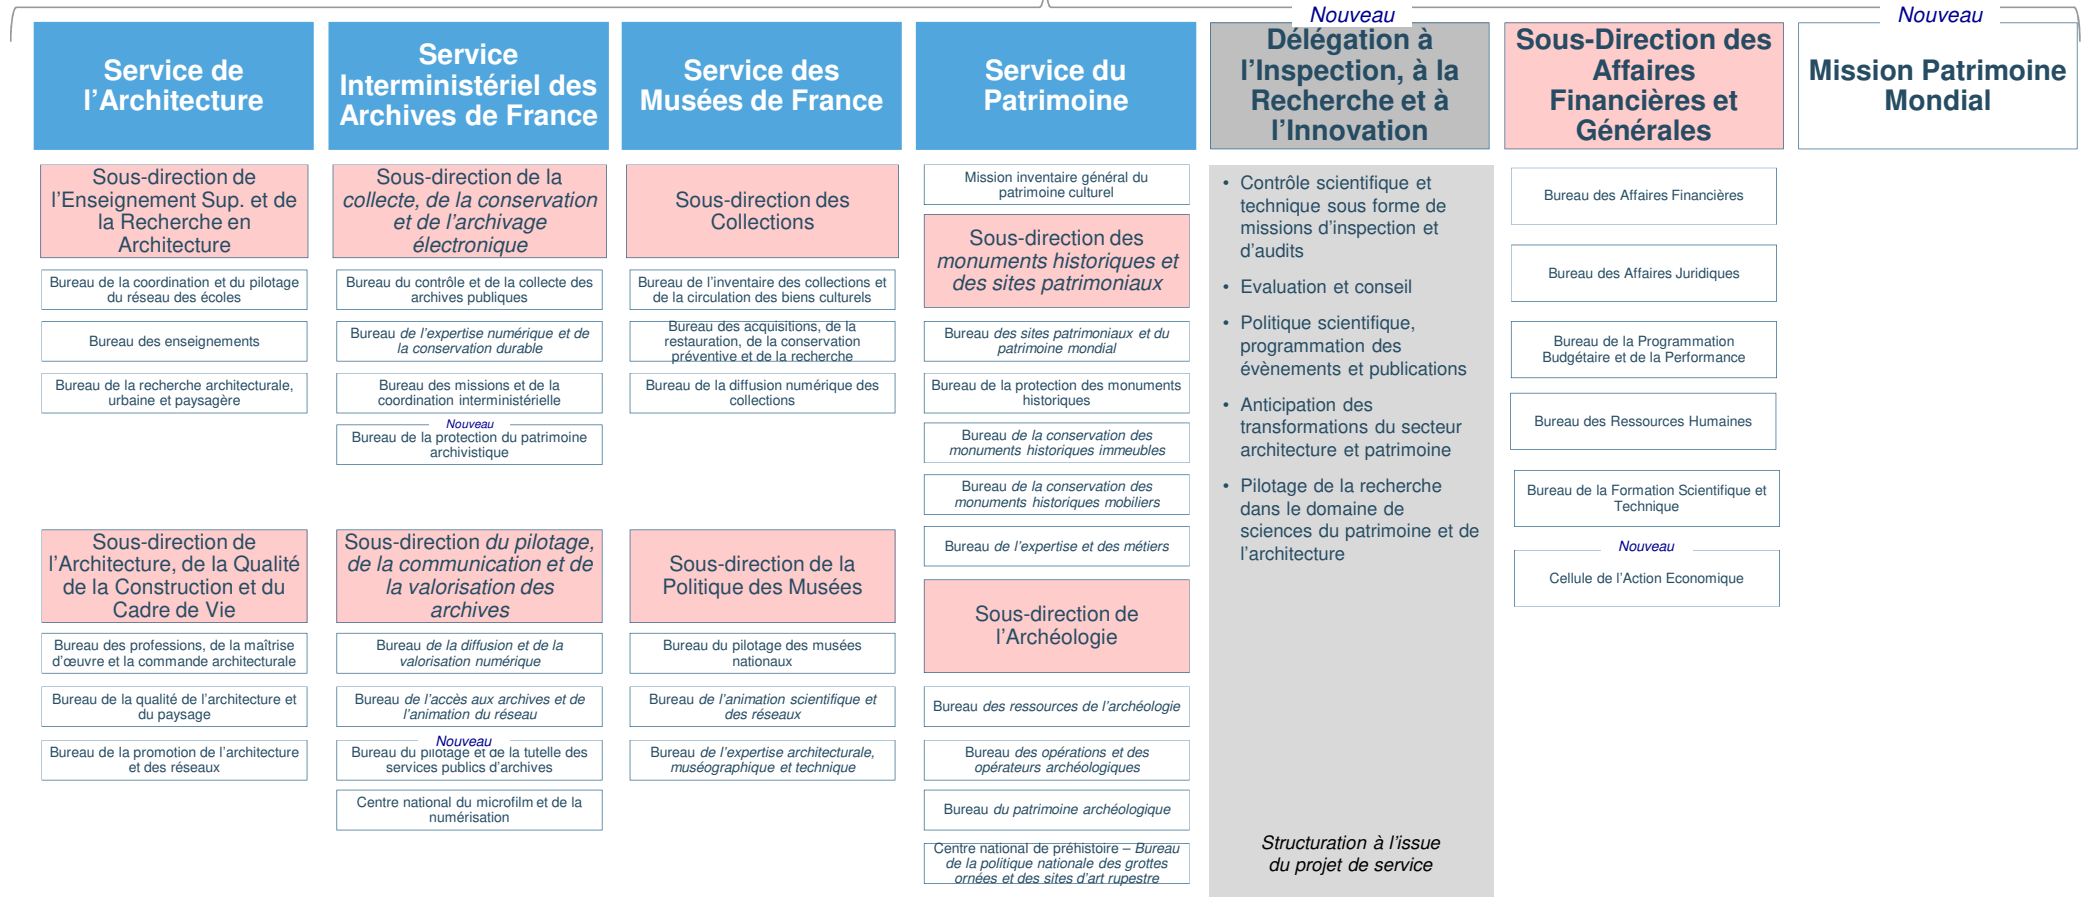 Service de
l'Architecture
Sous-direction de
l'Enseignement Sup. et de
la Recherche en
Architecture
Bureau de la coordination et du pilotage
du réseau des écoles
Bureau des enseignements
Bureau de la recherche architecturale,
urbaine et paysagère
Sous-direction de
l'Architecture, de la Qualité
de la Construction et du
Cadre de Vie
Bureau des professions, de la maîtrise
d'œuvre et la commande architecturale
Bureau de la qualité de l'architecture et
du paysage
Bureau de la promotion de l'architecture
et des réseaux
Service
Interministériel des
Archives de France
Sous-direction de la
collecte, de la conservation
et de l'archivage
électronique
Bureau du contrôle et de la collecte des
archives publiques
Bureau de l'expertise numérique et de
la conservation durable
Bureau des missions et de la
coordination interministérielle
Nouveau
Bureau de la protection du patrimoine
archivistique
Sous-direction du pilotage,
de la communication et de
la valorisation des
archives
Bureau de la diffusion et de la
valorisation numérique
Bureau de l'accès aux archives et de
l'animation du réseau
Nouveau
Bureau du pilotage et de la tutelle des
services publics d'archives
Centre national du microfilm et de la
numérisation
Service des
Musées de France
Sous-direction des
Collections
Bureau de l'inventaire des collections et
de la circulation des biens culturels
Bureau des acquisitions, de la
restauration, de la conservation
préventive et de la recherche
Bureau de la diffusion numérique des
collections
Sous-direction de la
Politique des Musées
Bureau du pilotage des musées
nationaux
Bureau de l'animation scientifique et
des réseaux
Bureau de l'expertise architecturale,
muséographique et technique
Service du
Patrimoine
Mission inventaire général du
patrimoine culturel
Sous-direction des
monuments historiques et
des sites patrimoniaux
Bureau des sites patrimoniaux et du
patrimoine mondial
Bureau de la protection des monuments
historiques
Bureau de la conservation des
monuments historiques immeubles
Bureau de la conservation des
monuments historiques mobiliers
Bureau de l'expertise et des métiers
Sous-direction de
l'Archéologie
Bureau des ressources de l'archéologie
Bureau des opérations et des
opérateurs archéologiques
Bureau du patrimoine archéologique
Centre national de préhistoire – Bureau
de la politique nationale des grottes
ornées et des sites d'art rupestre
Nouveau
Délégation à
l'Inspection, à la
Recherche et à
l'Innovation
• Contrôle scientifique et
technique sous forme de
missions d'inspection et
d'audits
• Evaluation et conseil
• Politique scientifique,
programmation des
évènements et publications
• Anticipation des
transformations du secteur
architecture et patrimoine
• Pilotage de la recherche
dans le domaine de
sciences du patrimoine et de
l'architecture
Structuration à l'issue
du projet de service
Sous-Direction des
Affaires
Financières et
Générales
Bureau des Affaires Financières
Bureau des Affaires Juridiques
Bureau de la Programmation
Budgétaire et de la Performance
Bureau des Ressources Humaines
Bureau de la Formation Scientifique et
Technique
Nouveau
Cellule de l'Action Economique
Nouveau
Mission Patrimoine
Mondial